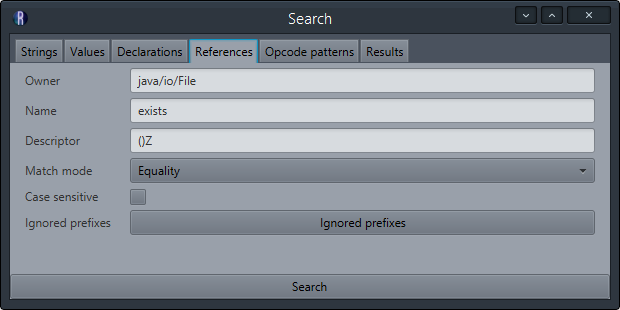 R
Search
Strings Values Declarations References Opcode patterns Results
Owner java/io/File
Name exists
Descriptor ()Z
Match mode Equality
Case sensitive
Ignored prefixes Ignored prefixes
Search